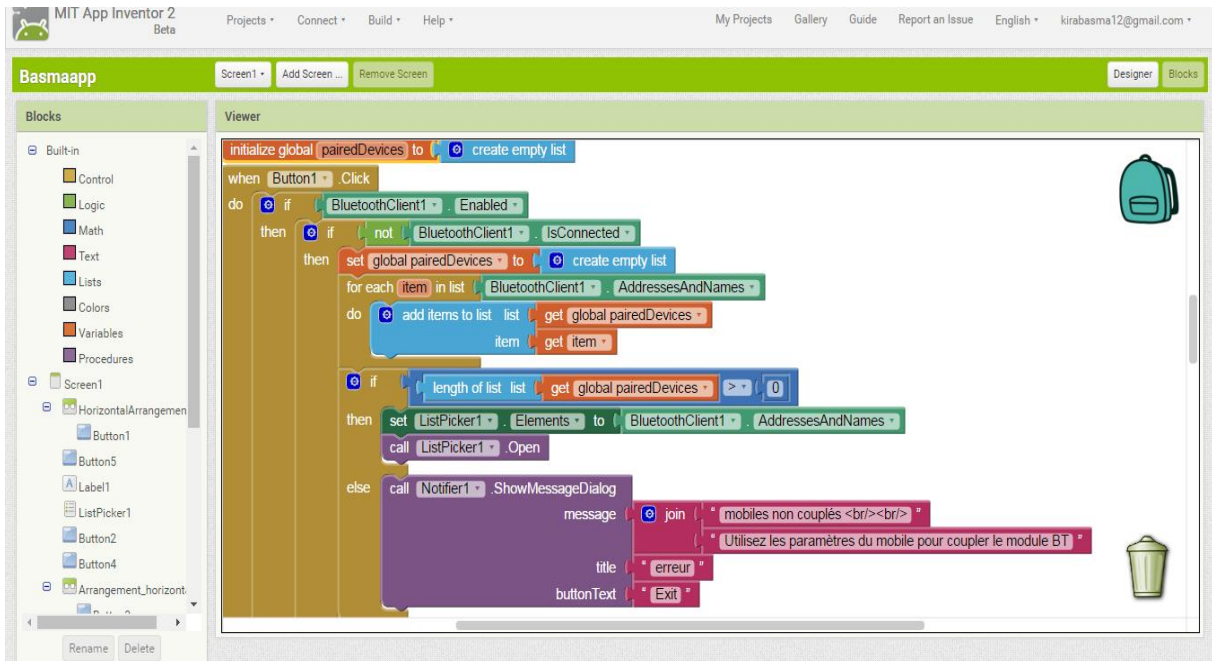 MIT App Inventor 2
Beta
Projects Connect Build Help My Projects Gallery Guide Report an Issue English kirabasma12@gmail.com
Basmaapp Screen1 Add Screen ... Remove Screen Designer Blocks
Blocks
Viewer
Built-in
Control
Logic
Math
Text
Lists
Colors
Variables
Procedures
Screen1
HorizontalArrangemen
Button1
Button5
Label1
ListPicker1
Button2
Button4
Arrangement_horizont
Rename Delete
initialize global pairedDevices to create empty list
when Button1 .Click
do if BluetoothClient1 . Enabled
then if not BluetoothClient1 . IsConnected
then set global pairedDevices to create empty list
for each item in list BluetoothClient1 . AddressesAndNames
do add items to list list get global pairedDevices
item get item
if length of list list get global pairedDevices > 0
then set ListPicker1 . Elements to BluetoothClient1 . AddressesAndNames
call ListPicker1 .Open
else call Notifier1 .ShowMessageDialog
message join " mobiles non couplés <br/><br/> "
" Utilisez les paramètres du mobile pour coupler le module BT "
title " erreur "
buttonText " Exit "